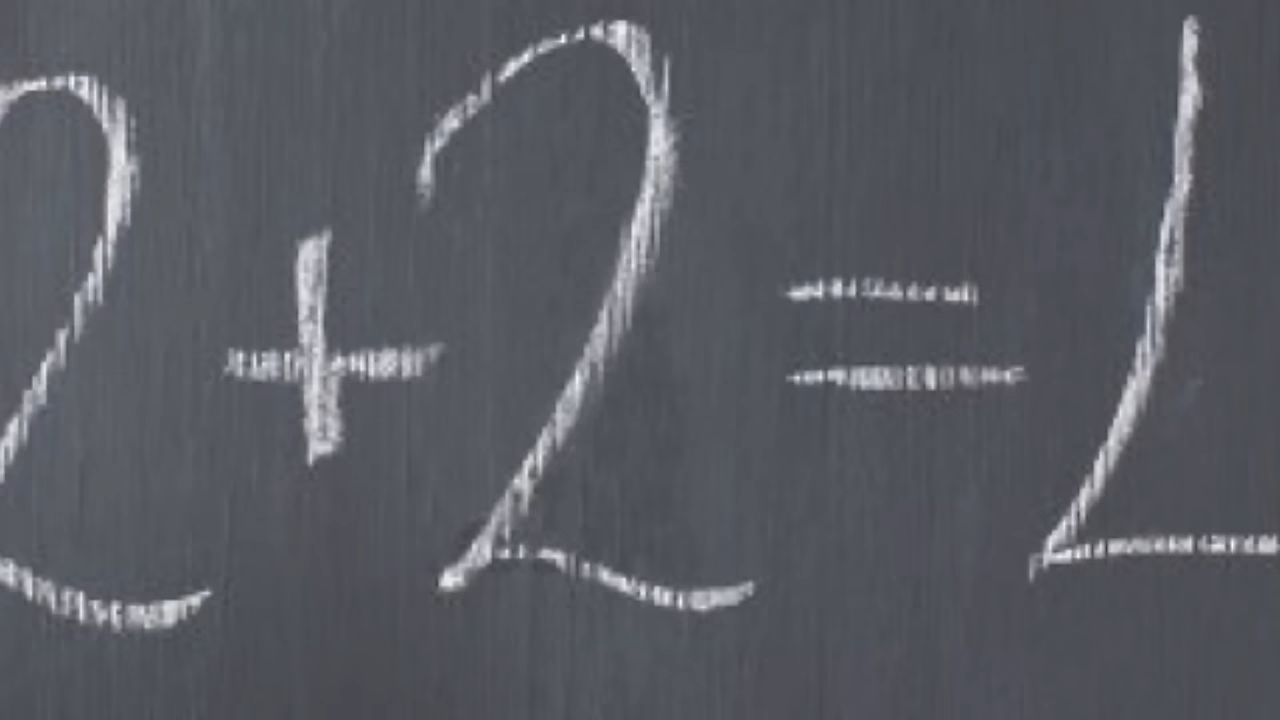 2 + 2 =